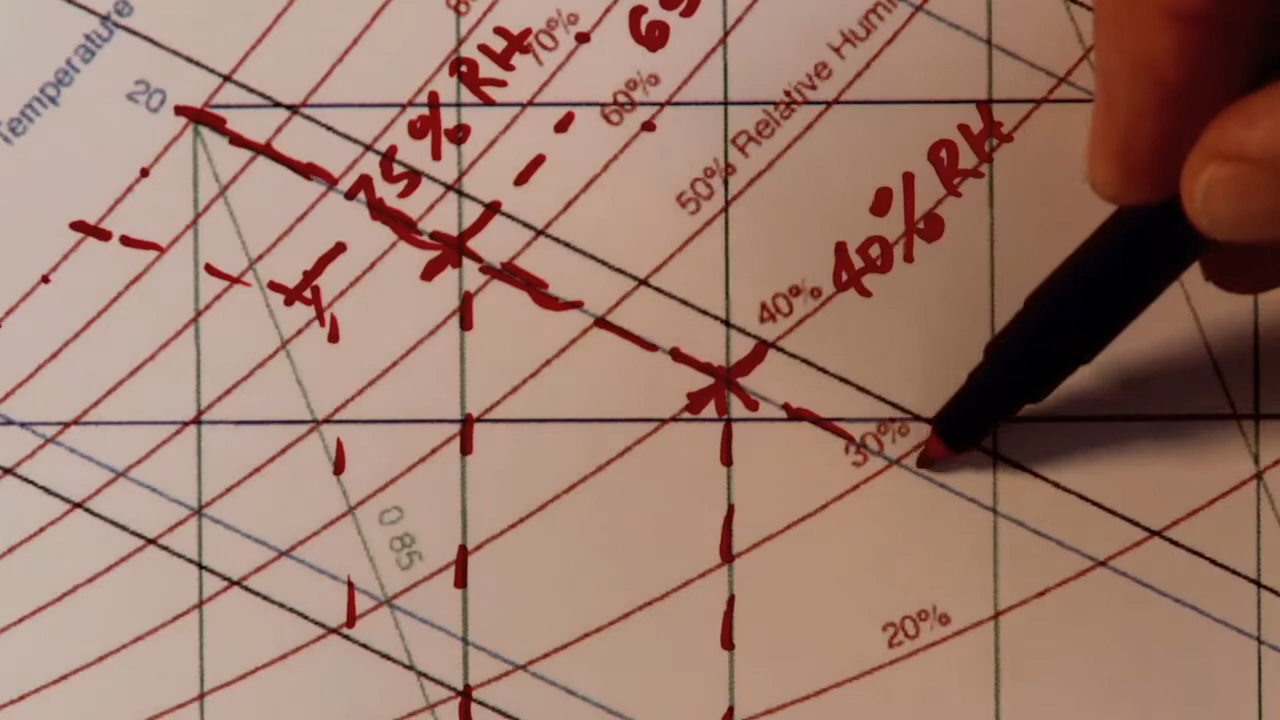 Temperature
20
75% RH
70%
60%
50% Relative Humi
40%
40% RH
30%
0.85
20%